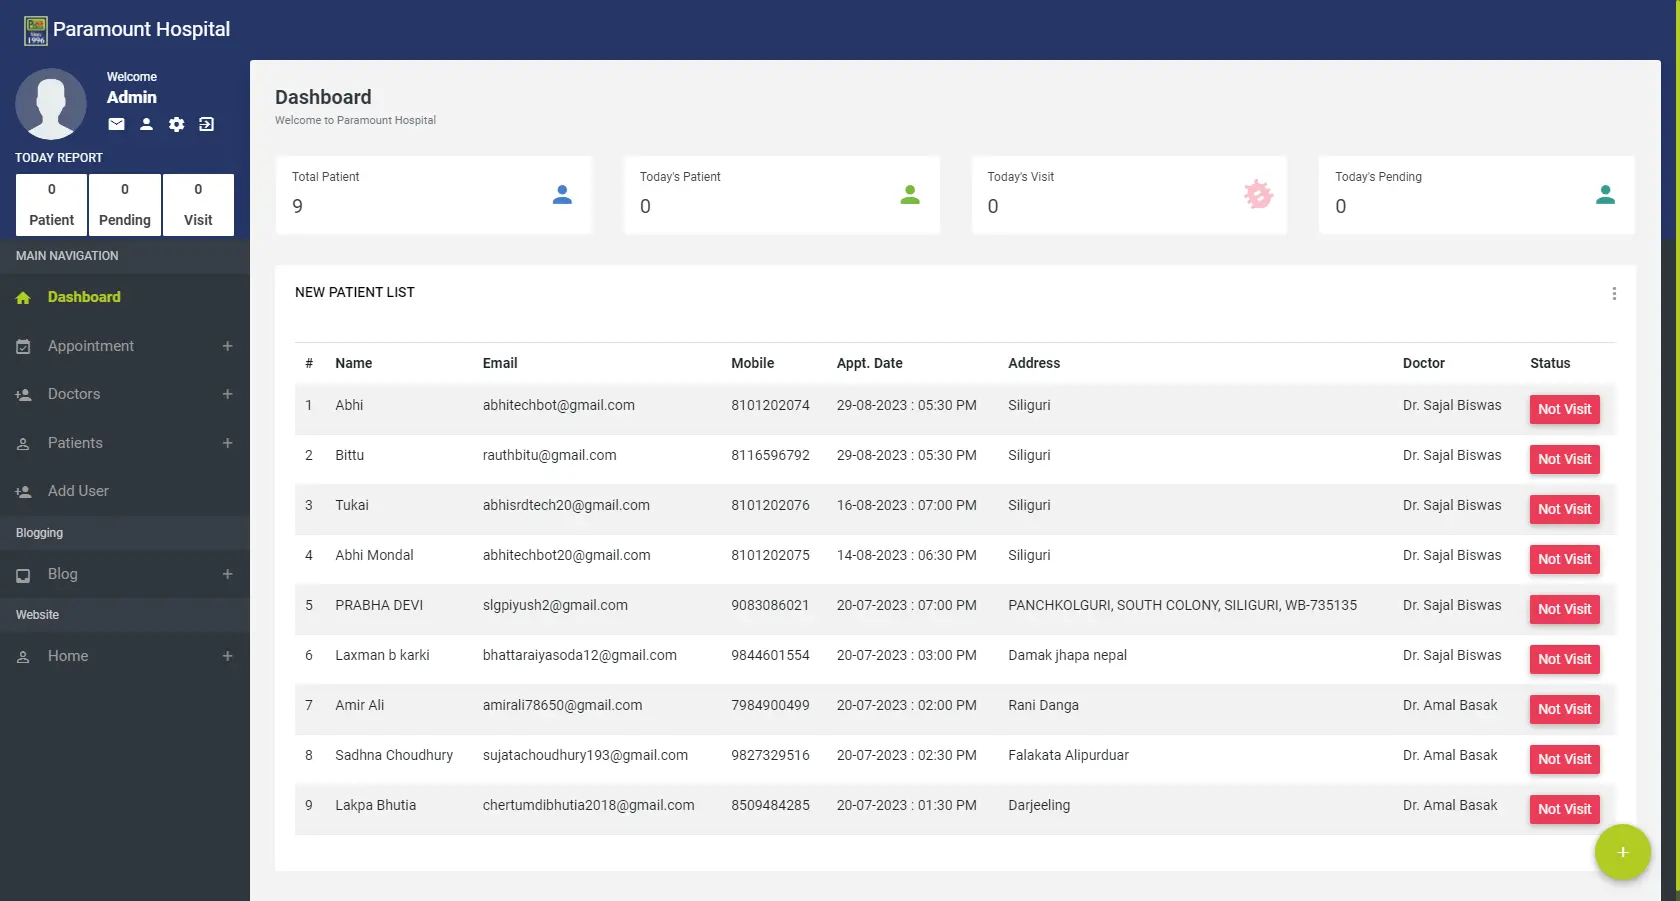 Paramount Hospital
1996
Welcome
Admin
TODAY REPORT
0 0 0
Patient Pending Visit
MAIN NAVIGATION
Dashboard
Appointment +
Doctors +
Patients +
Add User
Blogging
Blog +
Website
Home +
Dashboard
Welcome to Paramount Hospital
Total Patient
9
Today's Patient
0
Today's Visit
0
Today's Pending
0
NEW PATIENT LIST
# Name Email Mobile Appt. Date Address Doctor Status
1 Abhi abhitechbot@gmail.com 8101202074 29-08-2023 : 05:30 PM Siliguri Dr. Sajal Biswas Not Visit
2 Bittu rauthbitu@gmail.com 8116596792 29-08-2023 : 05:30 PM Siliguri Dr. Sajal Biswas Not Visit
3 Tukai abhisrdtech20@gmail.com 8101202076 16-08-2023 : 07:00 PM Siliguri Dr. Sajal Biswas Not Visit
4 Abhi Mondal abhitechbot20@gmail.com 8101202075 14-08-2023 : 06:30 PM Siliguri Dr. Sajal Biswas Not Visit
5 PRABHA DEVI slgpiyush2@gmail.com 9083086021 20-07-2023 : 07:00 PM PANCHKOLGURI, SOUTH COLONY, SILIGURI, WB-735135 Dr. Sajal Biswas Not Visit
6 Laxman b karki bhattaraiyasoda12@gmail.com 9844601554 20-07-2023 : 03:00 PM Damak jhapa nepal Dr. Sajal Biswas Not Visit
7 Amir Ali amirali78650@gmail.com 7984900499 20-07-2023 : 02:00 PM Rani Danga Dr. Amal Basak Not Visit
8 Sadhna Choudhury sujatachoudhury193@gmail.com 9827329516 20-07-2023 : 02:30 PM Falakata Alipurduar Dr. Amal Basak Not Visit
9 Lakpa Bhutia chertumdibhutia2018@gmail.com 8509484285 20-07-2023 : 01:30 PM Darjeeling Dr. Amal Basak Not Visit
+